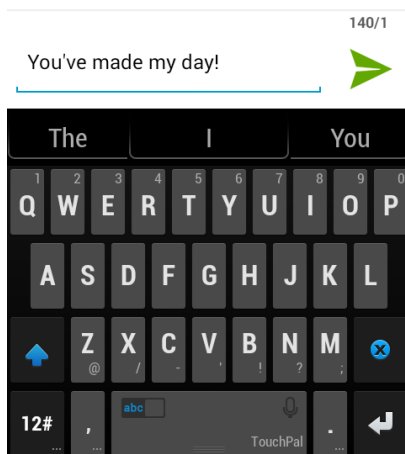 140/1
You've made my day!
The I You
1 2 3 4 5 6 7 8 9 0
Q W E R T Y U I O P
A S D F G H J K L
Z X C V B N M
@ / - ' ! ? ;
abc
12# , TouchPal .
... ... ...